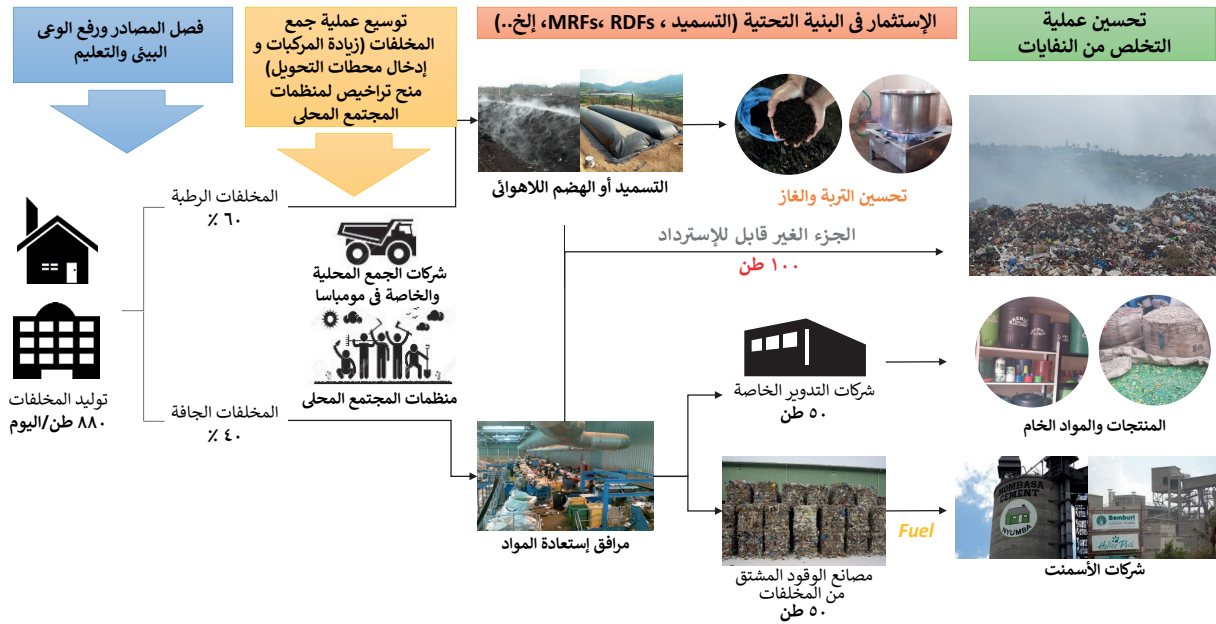 فصل المصادر ورفع الوعى
البيئى والتعليم
توسيع عملية جمع
المخلفات (زيادة المركبات و
إدخال محطات التحويل)
منح تراخيص لمنظمات
المجتمع المحلى
الإستثمار فى البنية التحتية (التسميد ، MRFs، RDFs، إلخ..)
تحسين عملية
التخلص من النفايات
المخلفات الرطبة
٦٠ ٪
التسميد أو الهضم اللاهوائى
تحسين التربة والغاز
الجزء الغير قابل للإسترداد
١٠٠ طن
شركات الجمع المحلية
والخاصة فى مومباسا
منظمات المجتمع المحلى
توليد المخلفات
٨٨٠ طن/اليوم
المخلفات الجافة
٤٠ ٪
شركات التدوير الخاصة
٥٠ طن
المنتجات والمواد الخام
مرافق إستعادة المواد
مصانع الوقود المشتق
من المخلفات
٥٠ طن
Fuel
MOMBASA
CEMENT
NYUMBA
Bamburi
Haller Park
شركات الأسمنت